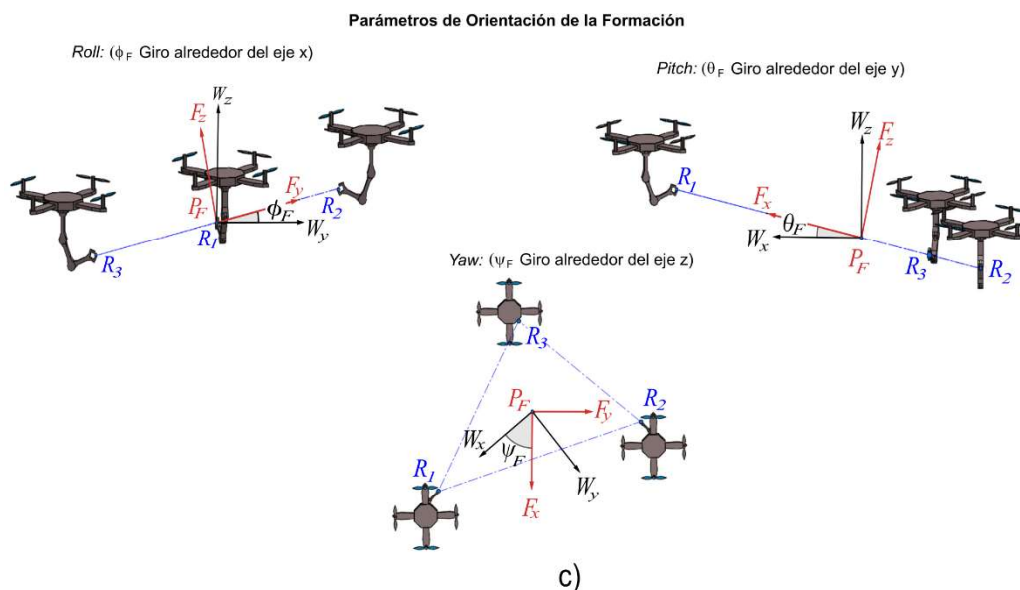 Parámetros de Orientación de la Formación
Roll: (ϕF Giro alrededor del eje x)
Wz
Fz
PF
Fy
ϕF
R2
R1
Wy
R3
Pitch: (θF Giro alrededor del eje y)
Wz
Fz
R1
Fx
θF
Wx
PF
R3
R2
Yaw: (ψF Giro alrededor del eje z)
R3
PF
Fy
R2
Wx
ψF
R1
Wy
Fx
c)